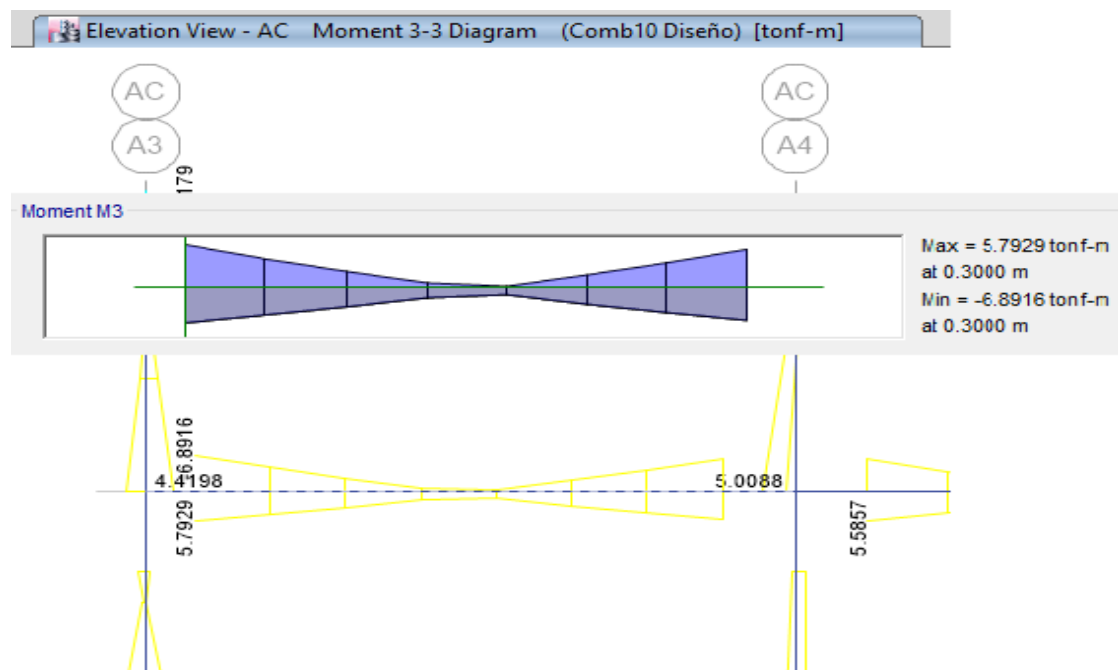 Elevation View - AC Moment 3-3 Diagram (Comb10 Diseño) [tonf-m]
AC
AC
A3
A4
179
Moment M3
Max = 5.7929 tonf-m
at 0.3000 m
Min = -6.8916 tonf-m
at 0.3000 m
-6.8916
4.4198
5.0088
5.7929
5.5857